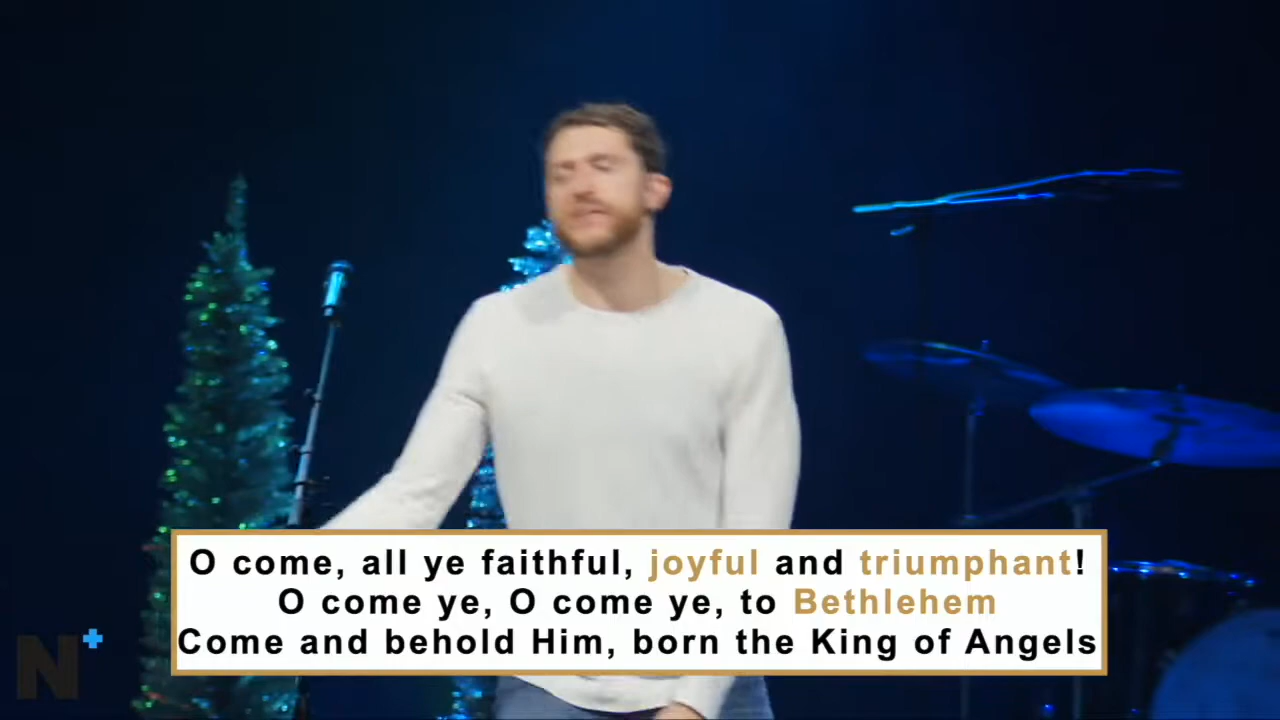 O come, all ye faithful, joyful and triumphant!
O come ye, O come ye, to Bethlehem
Come and behold Him, born the King of Angels
N+